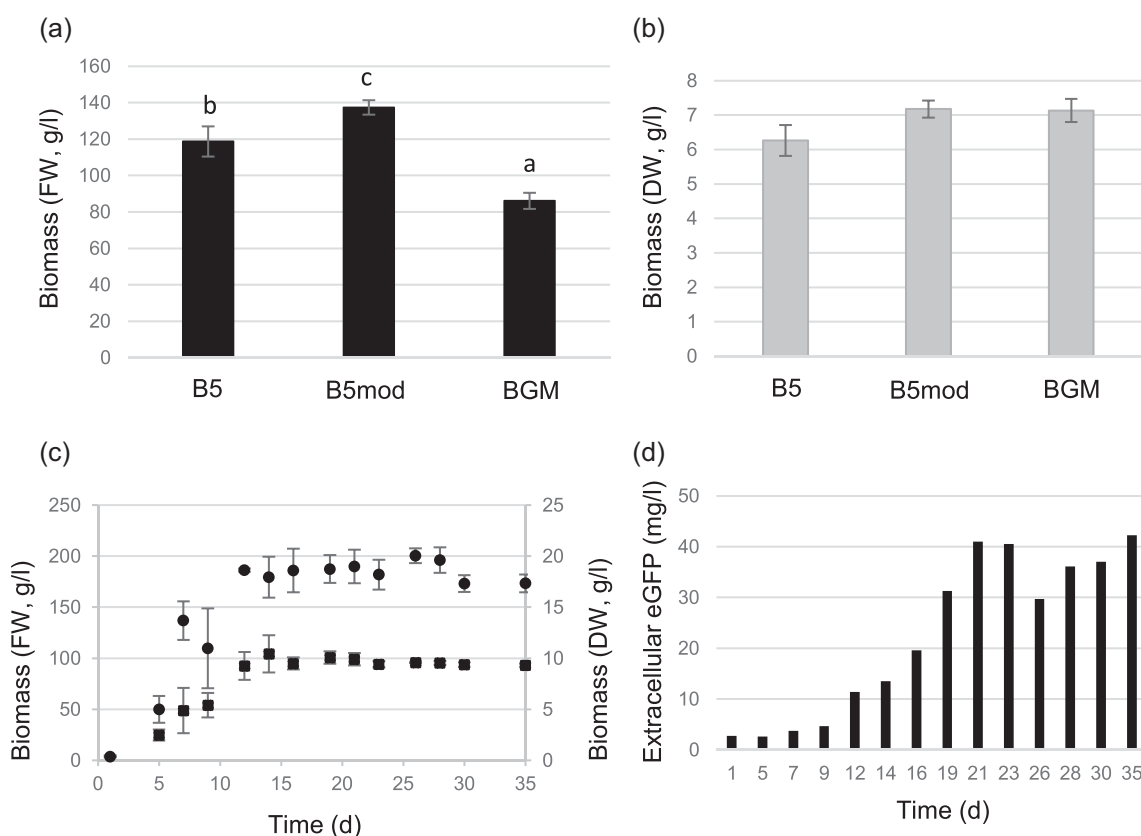 (a)
Biomass (FW, g/l)
160
140
120
100
80
60
40
20
0
b
c
a
B5 B5mod BGM
(b)
Biomass (DW, g/l)
8
7
6
5
4
3
2
1
0
B5 B5mod BGM
(c)
Biomass (FW, g/l)
250
200
150
100
50
0
0 5 10 15 20 25 30 35
Time (d)
25
20
15
10
5
0
Biomass (DW, g/l)
(d)
Extracellular eGFP (mg/l)
50
40
30
20
10
0
1 5 7 9 12 14 16 19 21 23 26 28 30 35
Time (d)